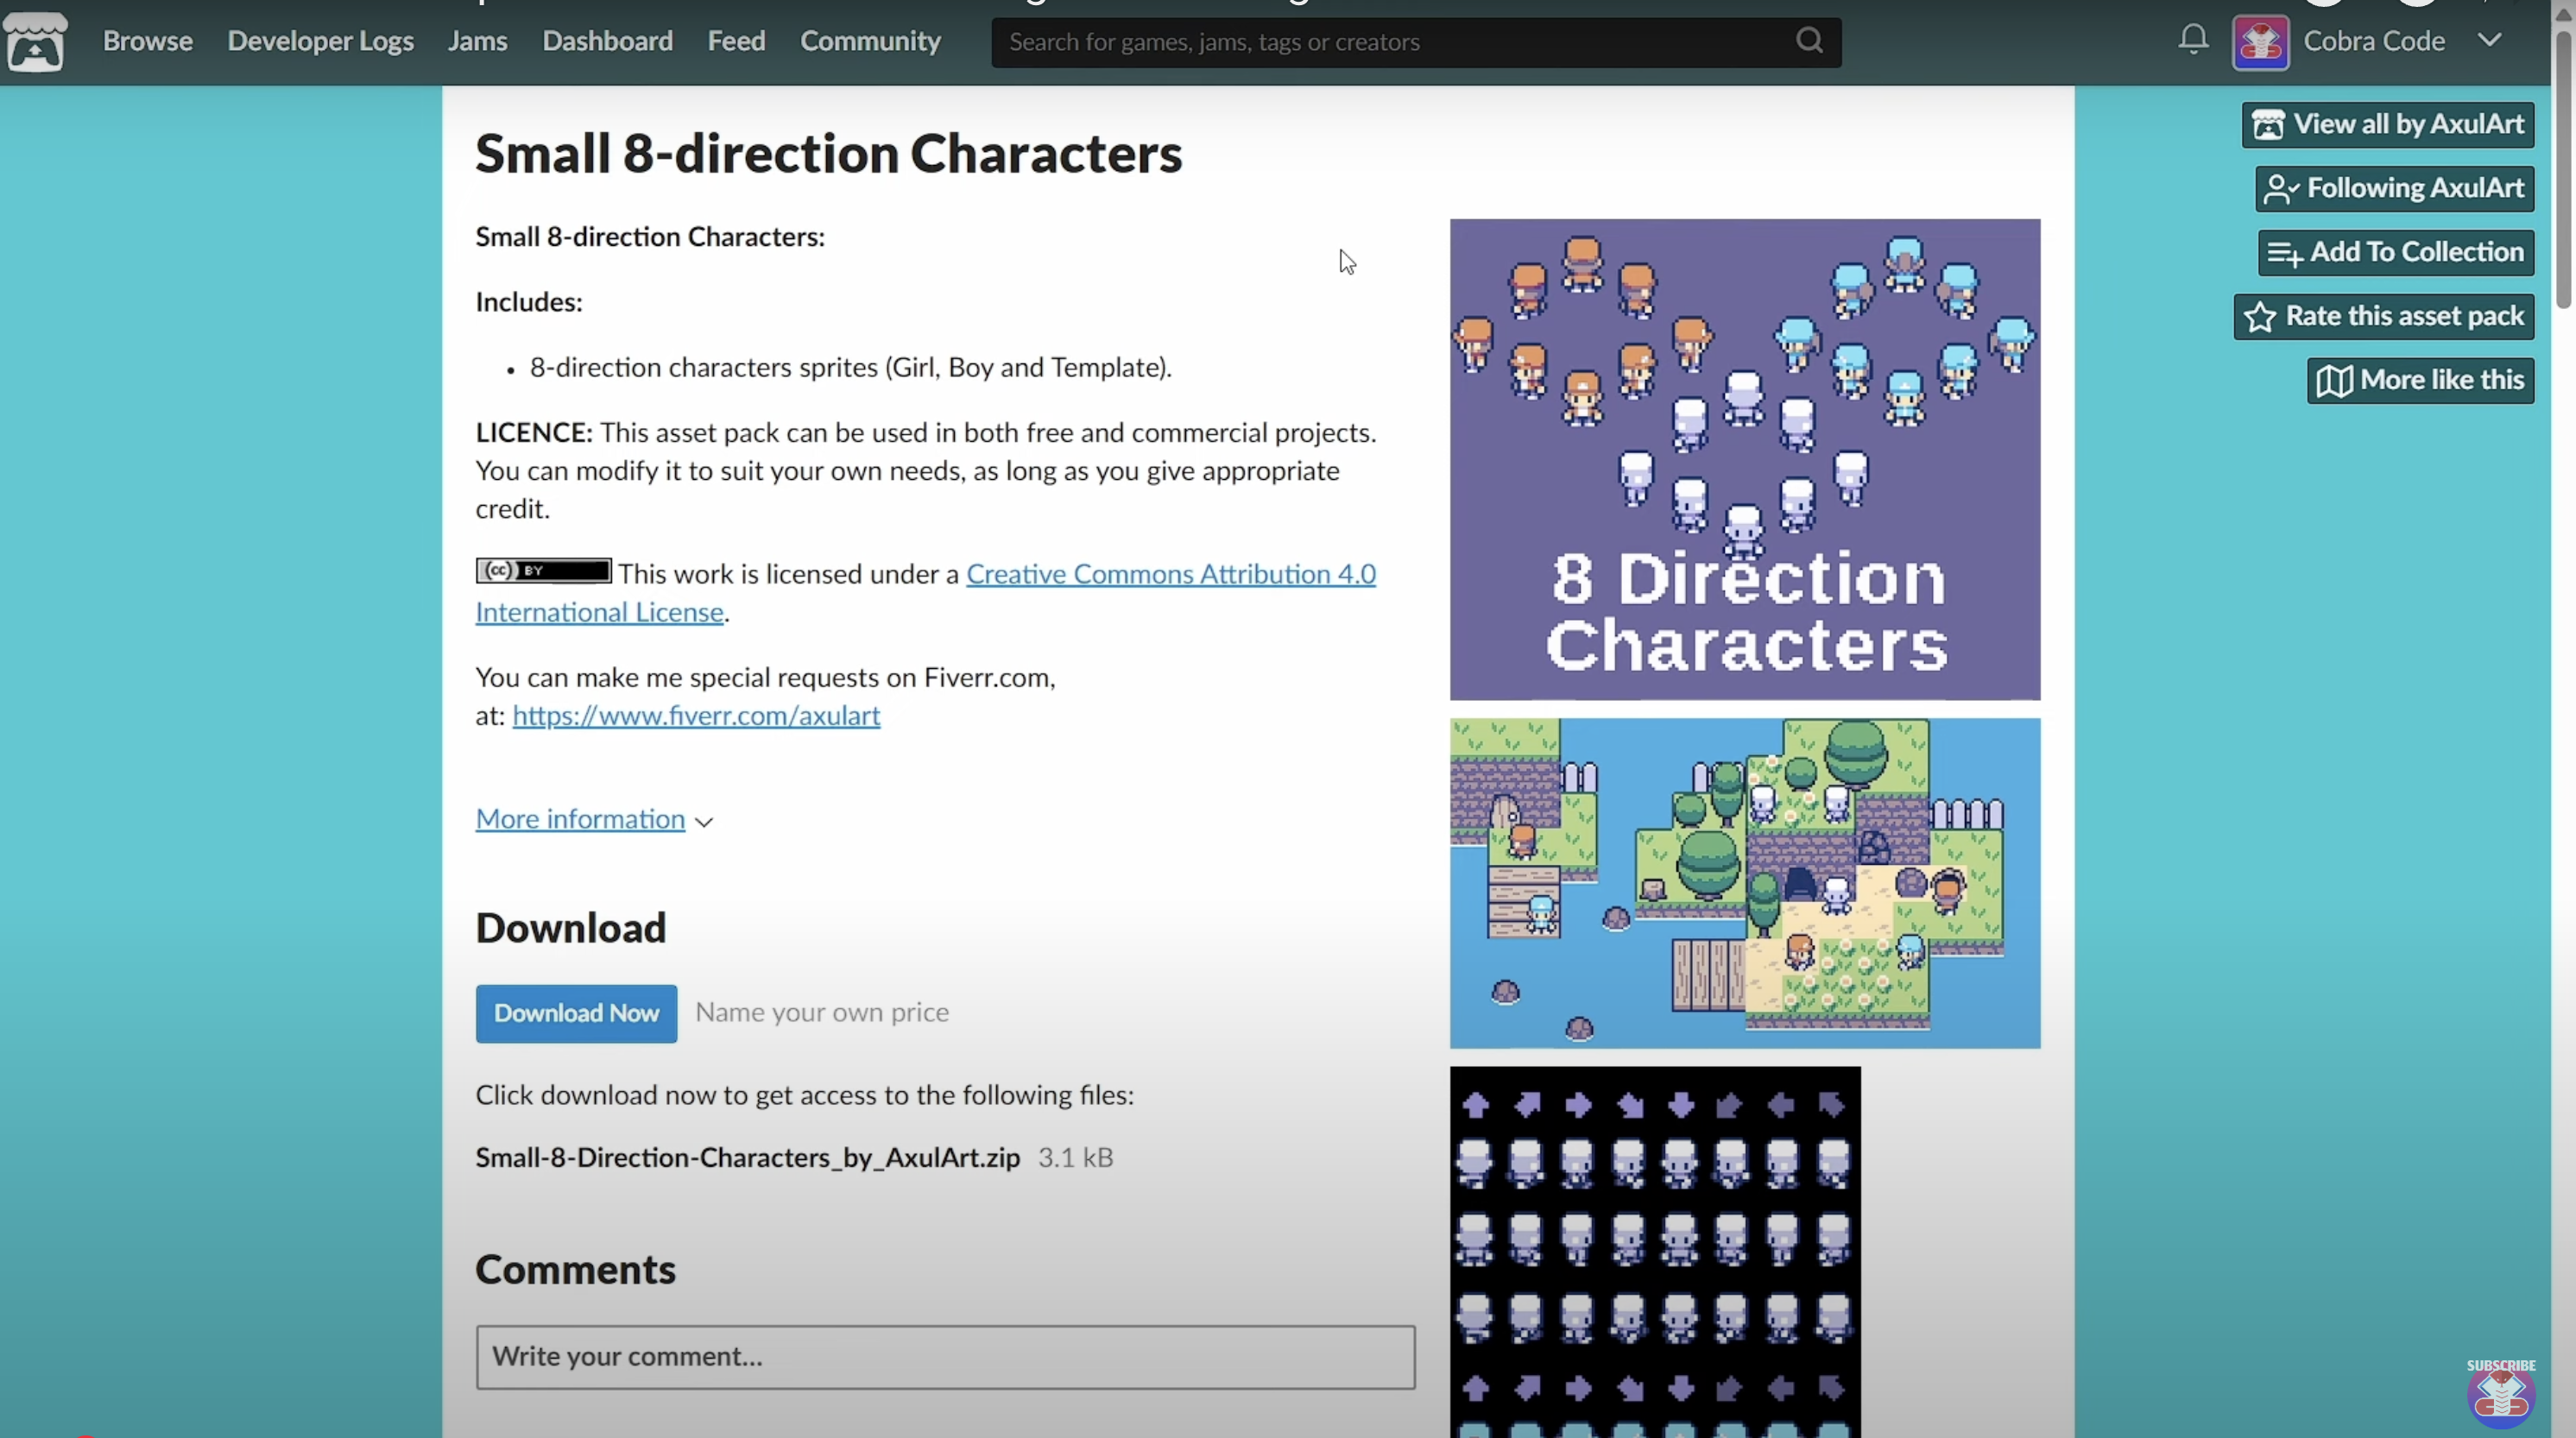 Browse Developer Logs Jams Dashboard Feed Community Search for games, jams, tags or creators Cobra Code
View all by AxulArt
Following AxulArt
Add To Collection
Rate this asset pack
More like this
Small 8-direction Characters
Small 8-direction Characters:
Includes:
• 8-direction characters sprites (Girl, Boy and Template).
LICENCE: This asset pack can be used in both free and commercial projects.
You can modify it to suit your own needs, as long as you give appropriate
credit.
(cc) BY This work is licensed under a Creative Commons Attribution 4.0
International License.
You can make me special requests on Fiverr.com,
at: https://www.fiverr.com/axulart
More information
Download
Download Now Name your own price
Click download now to get access to the following files:
Small-8-Direction-Characters_by_AxulArt.zip 3.1 kB
Comments
Write your comment...
8 Direction
Characters
SUBSCRIBE